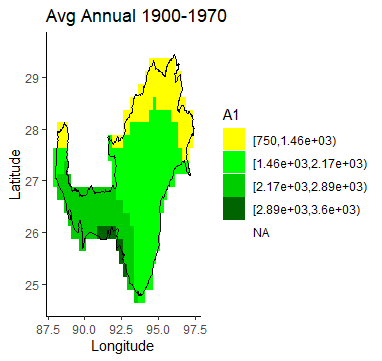 Avg Annual 1900-1970
A1
[750,1.46e+03)
[1.46e+03,2.17e+03)
[2.17e+03,2.89e+03)
[2.89e+03,3.6e+03)
NA
Latitude
29
28
27
26
25
87.5 90.0 92.5 95.0 97.5
Longitude